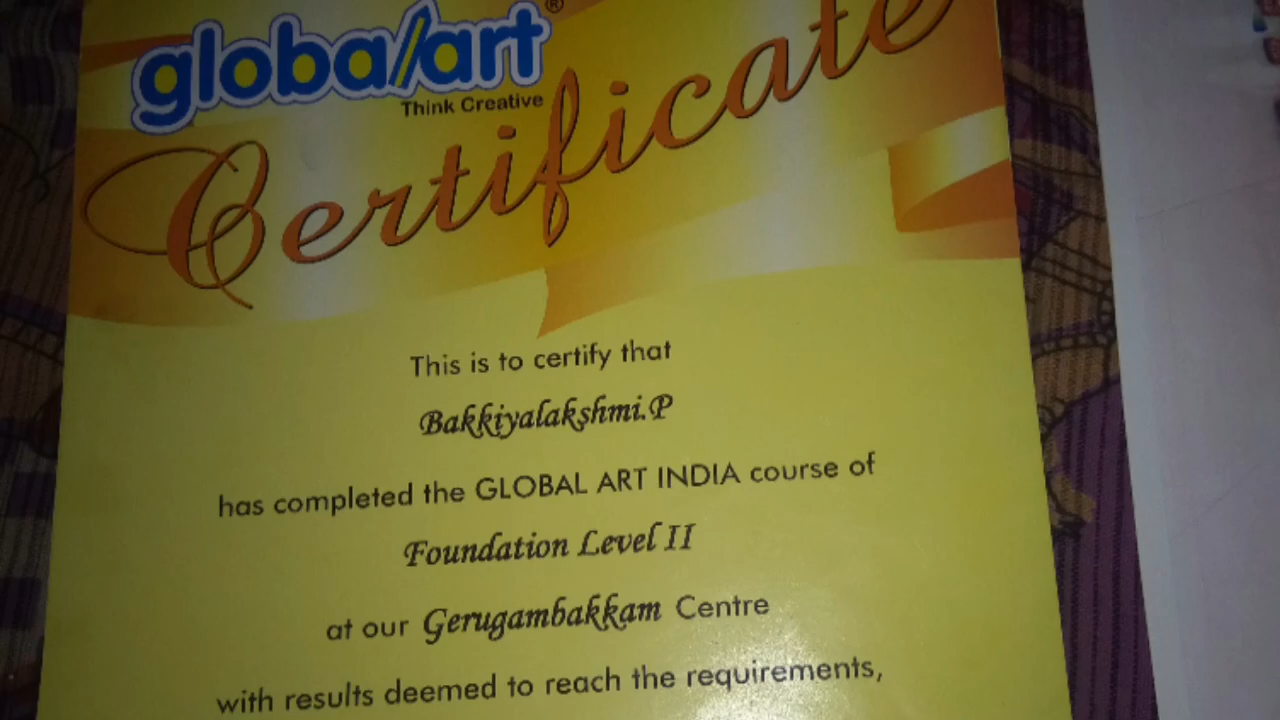 globalart®
Think Creative
Certificate
This is to certify that
Bakkiyalakshmi.P
has completed the GLOBAL ART INDIA course of
Foundation Level II
at our Gerugambakkam Centre
with results deemed to reach the requirements,